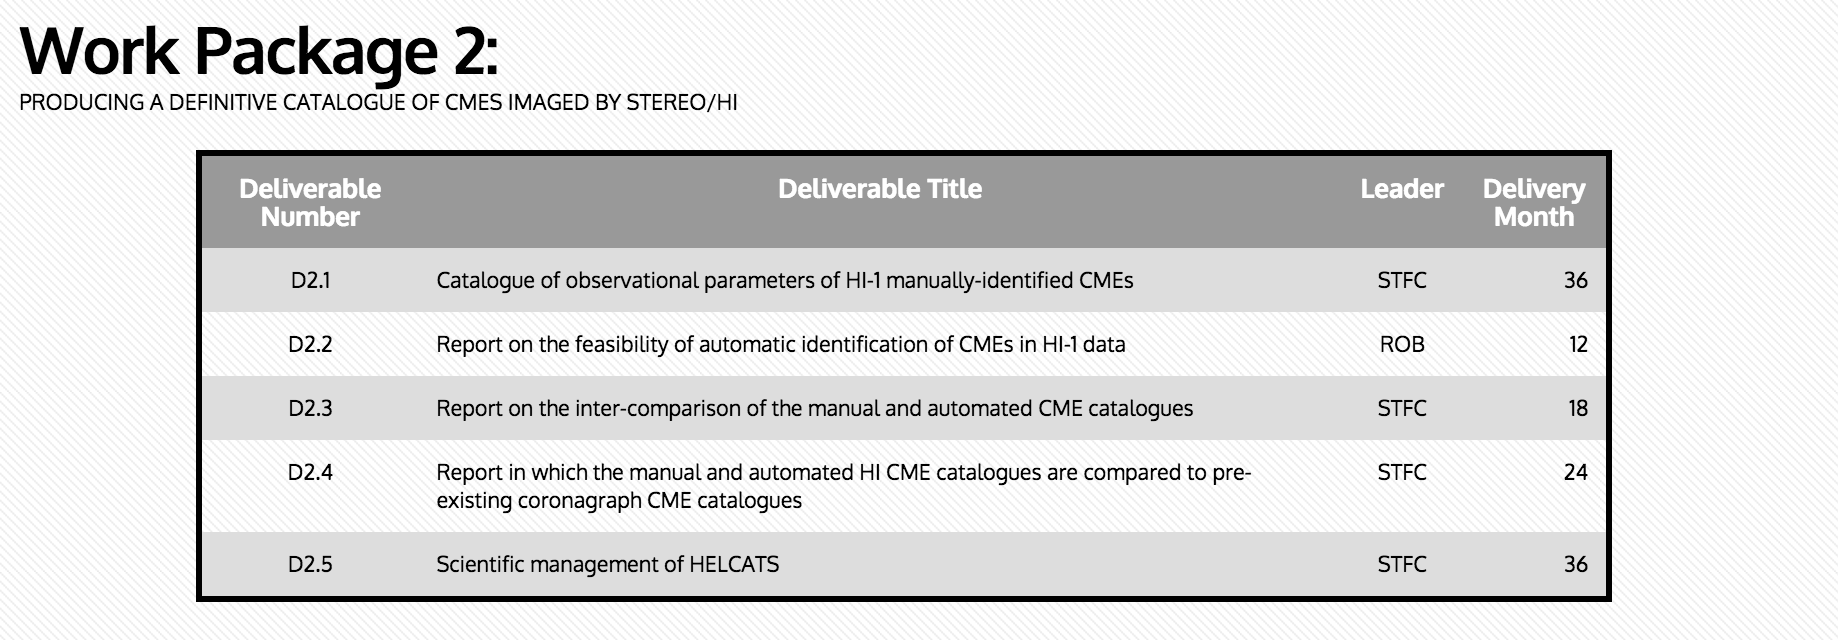 Work Package 2:
PRODUCING A DEFINITIVE CATALOGUE OF CMES IMAGED BY STEREO/HI
Deliverable Number Deliverable Title Leader Delivery Month
D2.1 Catalogue of observational parameters of HI-1 manually-identified CMEs STFC 36
D2.2 Report on the feasibility of automatic identification of CMEs in HI-1 data ROB 12
D2.3 Report on the inter-comparison of the manual and automated CME catalogues STFC 18
D2.4 Report in which the manual and automated HI CME catalogues are compared to pre- STFC 24
existing coronagraph CME catalogues
D2.5 Scientific management of HELCATS STFC 36